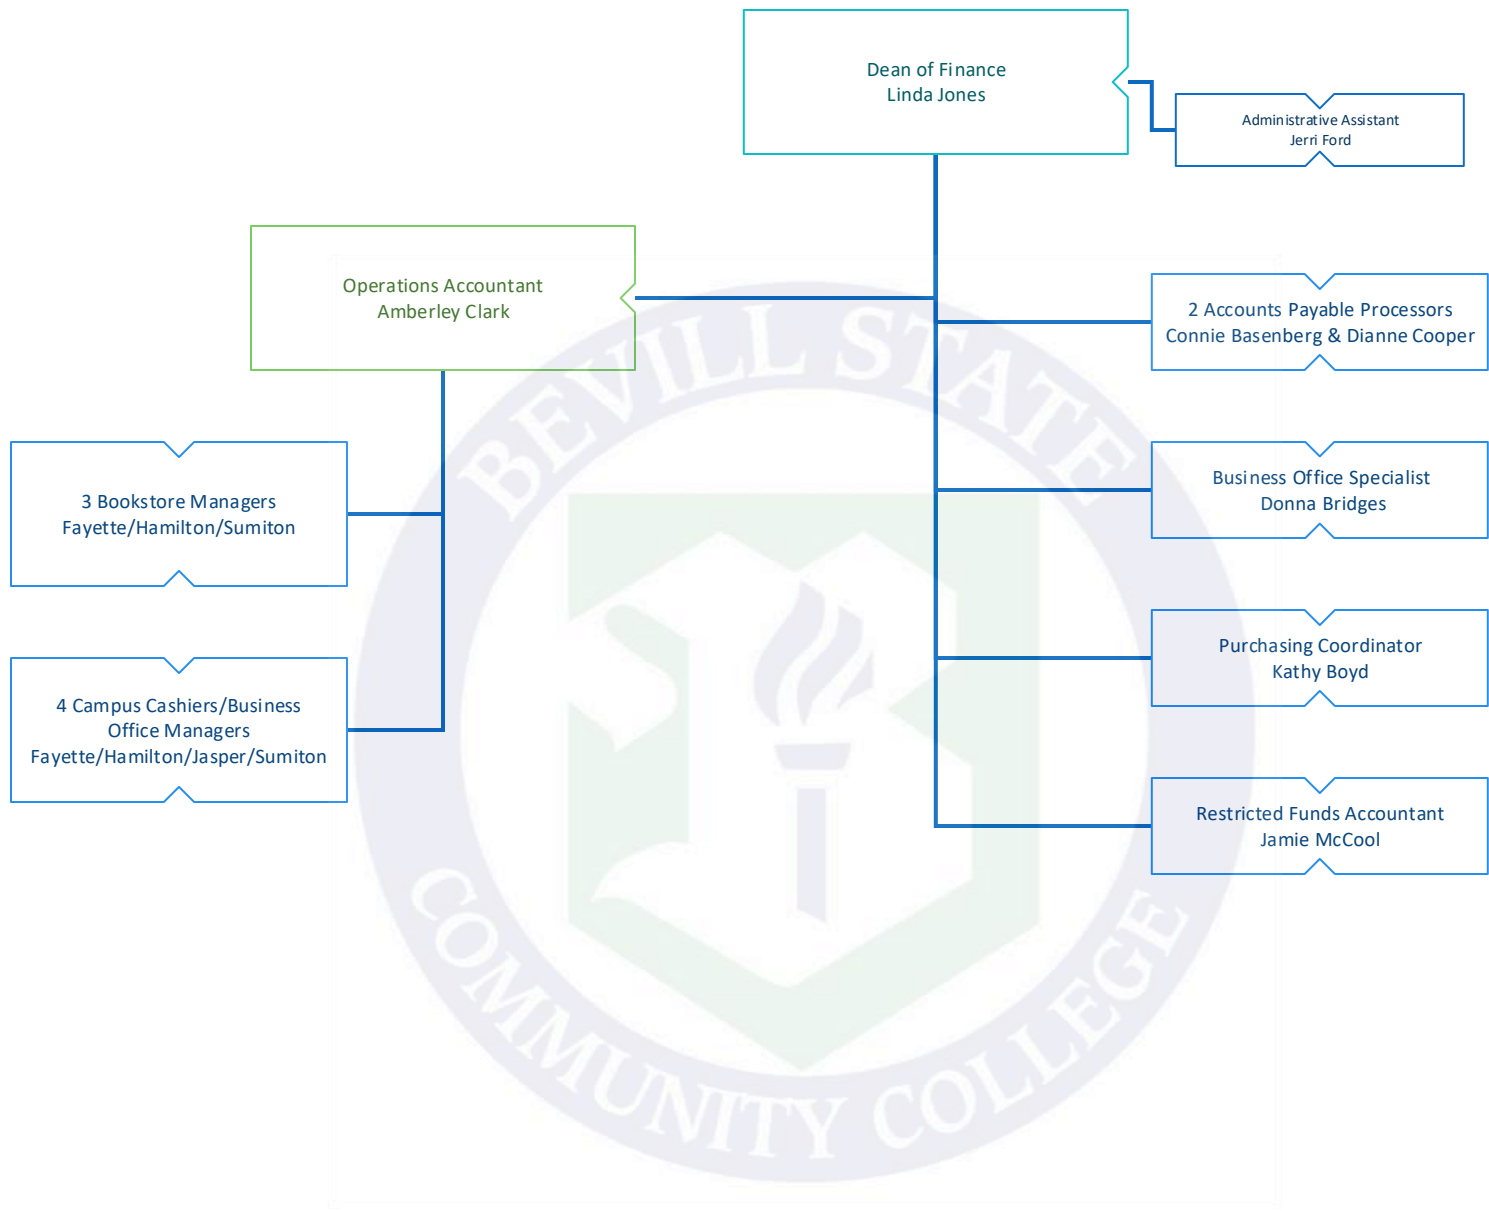 Dean of Finance
Linda Jones
Administrative Assistant
Jerri Ford
Operations Accountant
Amberley Clark
2 Accounts Payable Processors
Connie Basenberg & Dianne Cooper
3 Bookstore Managers
Fayette/Hamilton/Sumiton
Business Office Specialist
Donna Bridges
4 Campus Cashiers/Business
Office Managers
Fayette/Hamilton/Jasper/Sumiton
Purchasing Coordinator
Kathy Boyd
Restricted Funds Accountant
Jamie McCool
BEVILL STATE
COMMUNITY COLLEGE